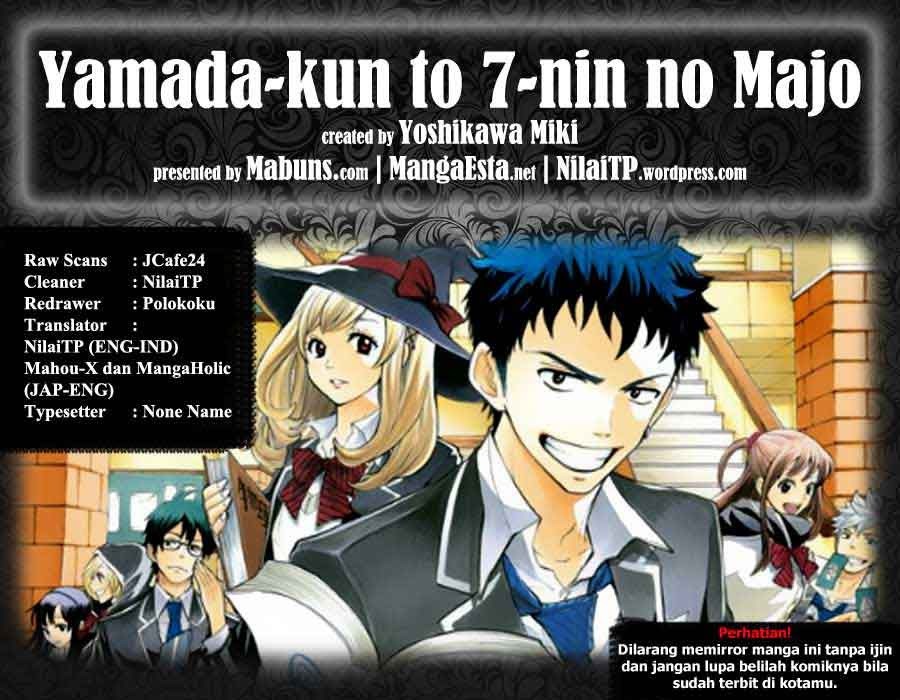 Yamada-kun to 7-nin no Majo
created by Yoshikawa Miki
presented by Mabuns.com | MangaEsta.net | NilaiTP.wordpress.com
Raw Scans : JCafe24
Cleaner : NilaiTP
Redrawer : Polokoku
Translator :
NilaiTP (ENG-IND)
Mahou-X dan MangaHolic
(JAP-ENG)
Typesetter : None Name
Perhatian!
Dilarang memirror manga ini tanpa ijin
dan jangan lupa belilah komiknya bila
sudah terbit di kotamu.